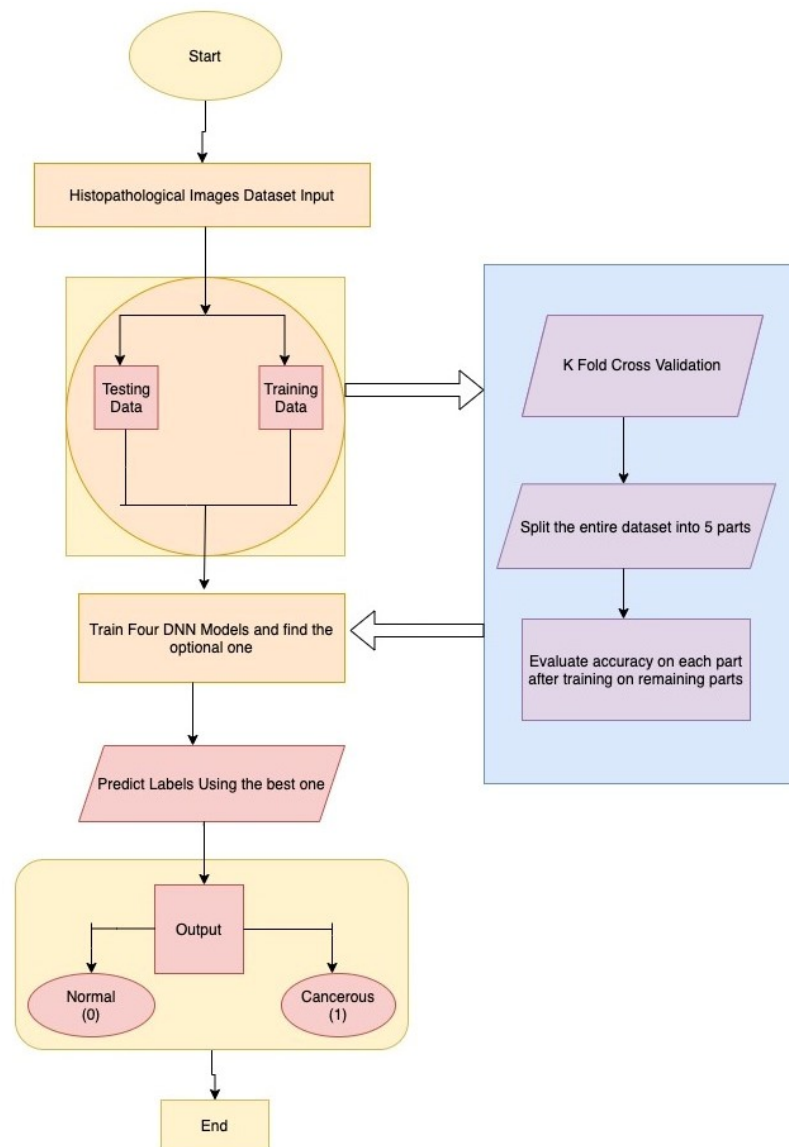 Start
Histopathological Images Dataset Input
Testing
Data
Training
Data
K Fold Cross Validation
Split the entire dataset into 5 parts
Evaluate accuracy on each part
after training on remaining parts
Train Four DNN Models and find the
optional one
Predict Labels Using the best one
Output
Normal
(0)
Cancerous
(1)
End